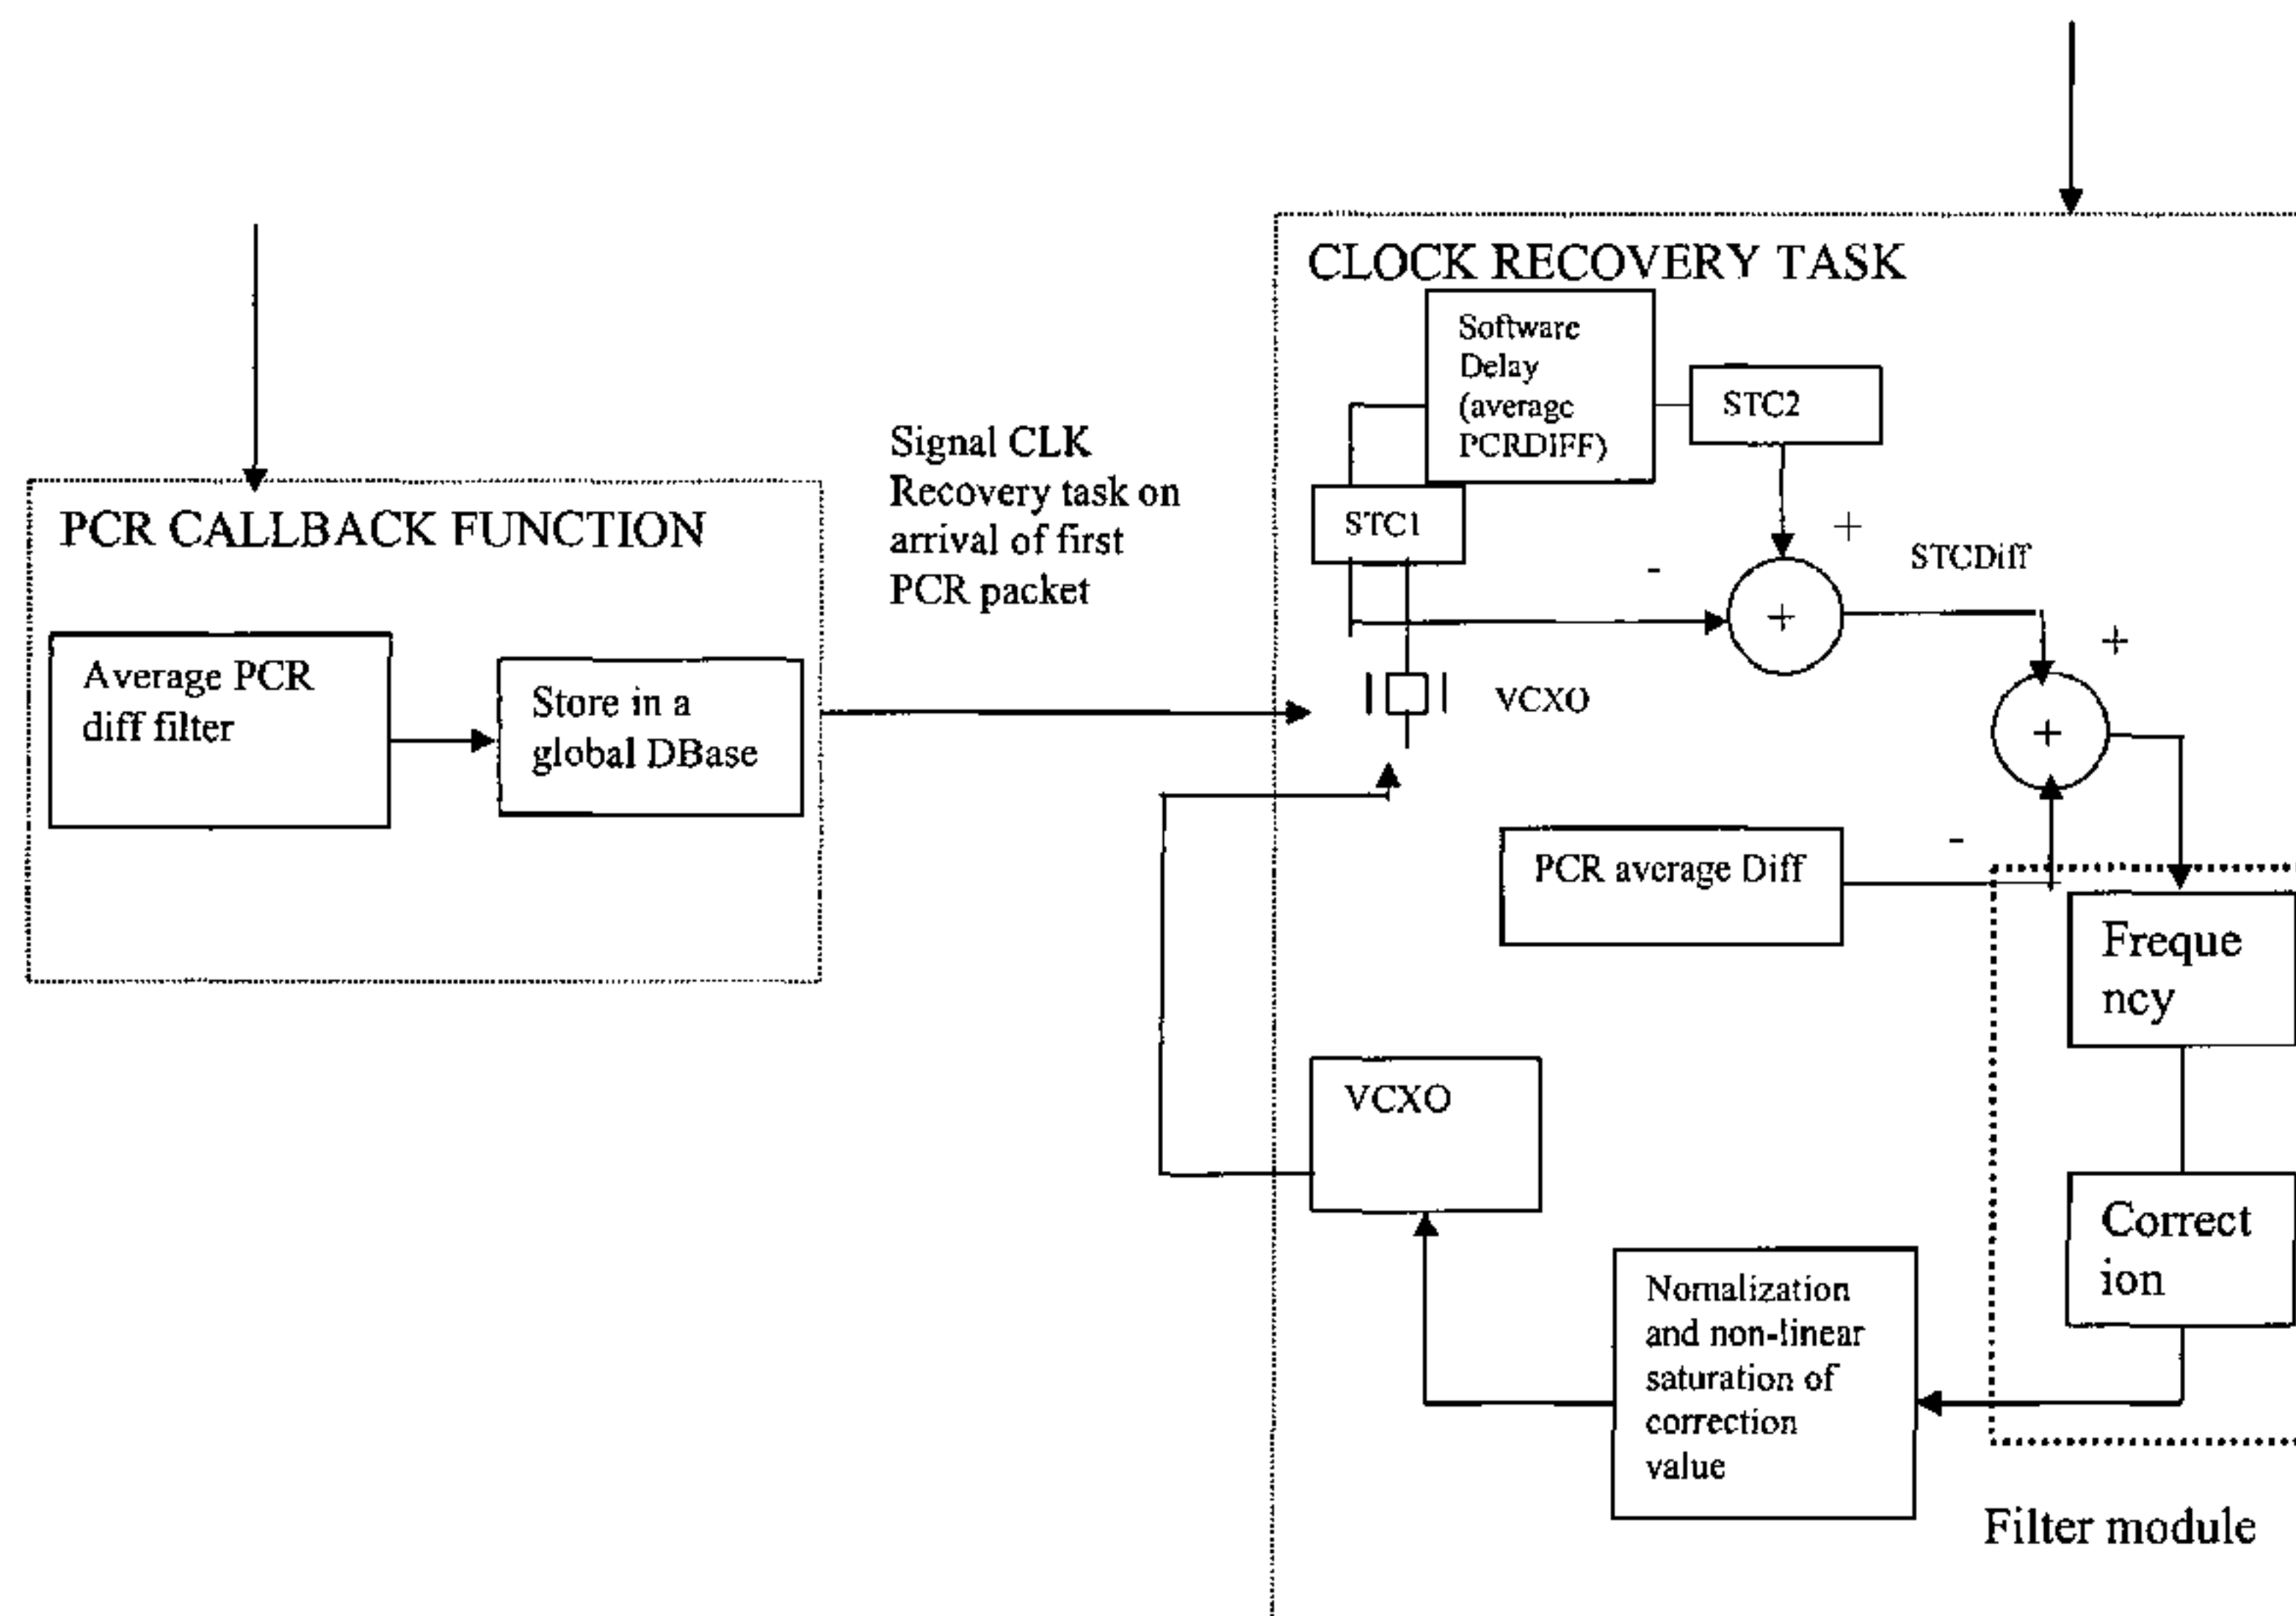 CLOCK RECOVERY TASK
Software
Delay
(average
PCRDIFF)
STC2
STC1
+
-
+
STCDiff
+
+
VCXO
PCR average Diff
-
Signal CLK
Recovery task on
arrival of first
PCR packet
PCR CALLBACK FUNCTION
Average PCR
diff filter
Store in a
global DBase
Freque
ncy
Correct
ion
VCXO
Nomalization
and non-linear
saturation of
correction
value
Filter module